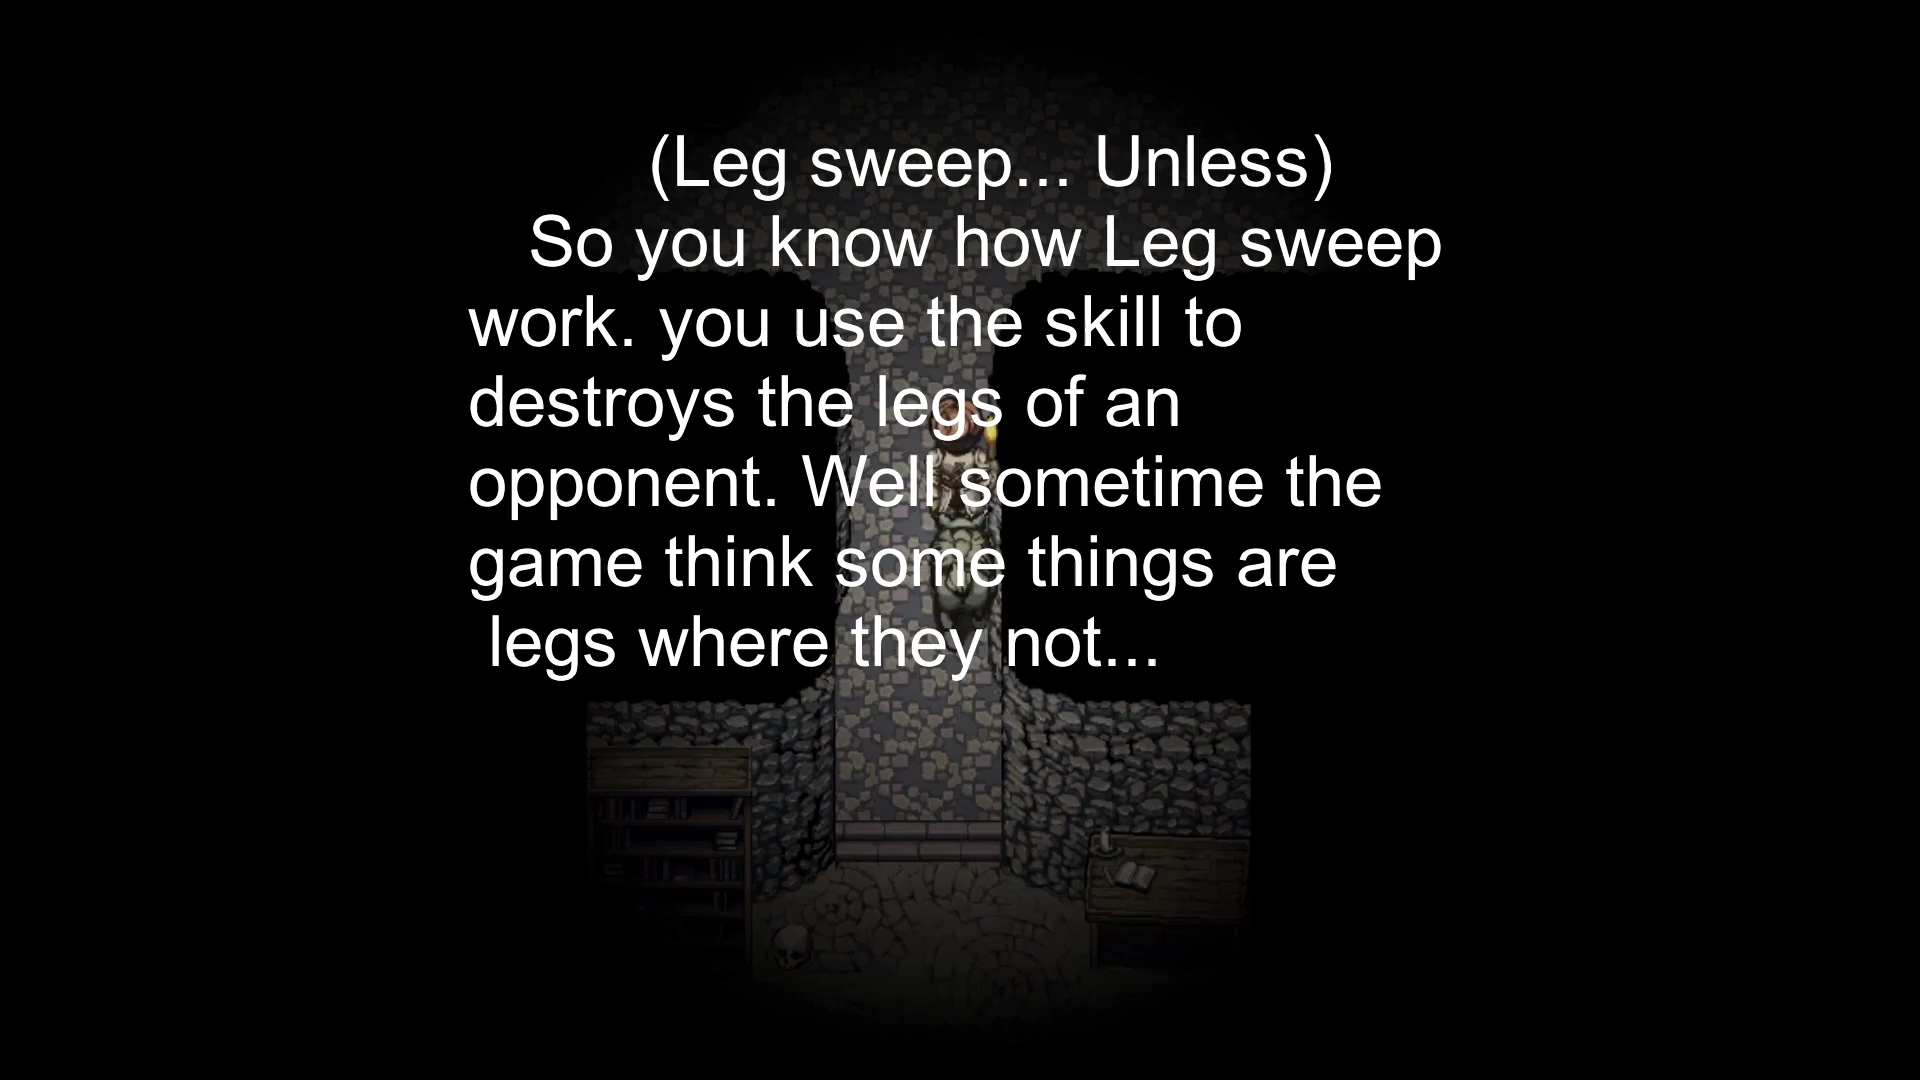 (Leg sweep... Unless)
So you know how Leg sweep
work. you use the skill to
destroys the legs of an
opponent. Well sometime the
game think some things are
legs where they not...